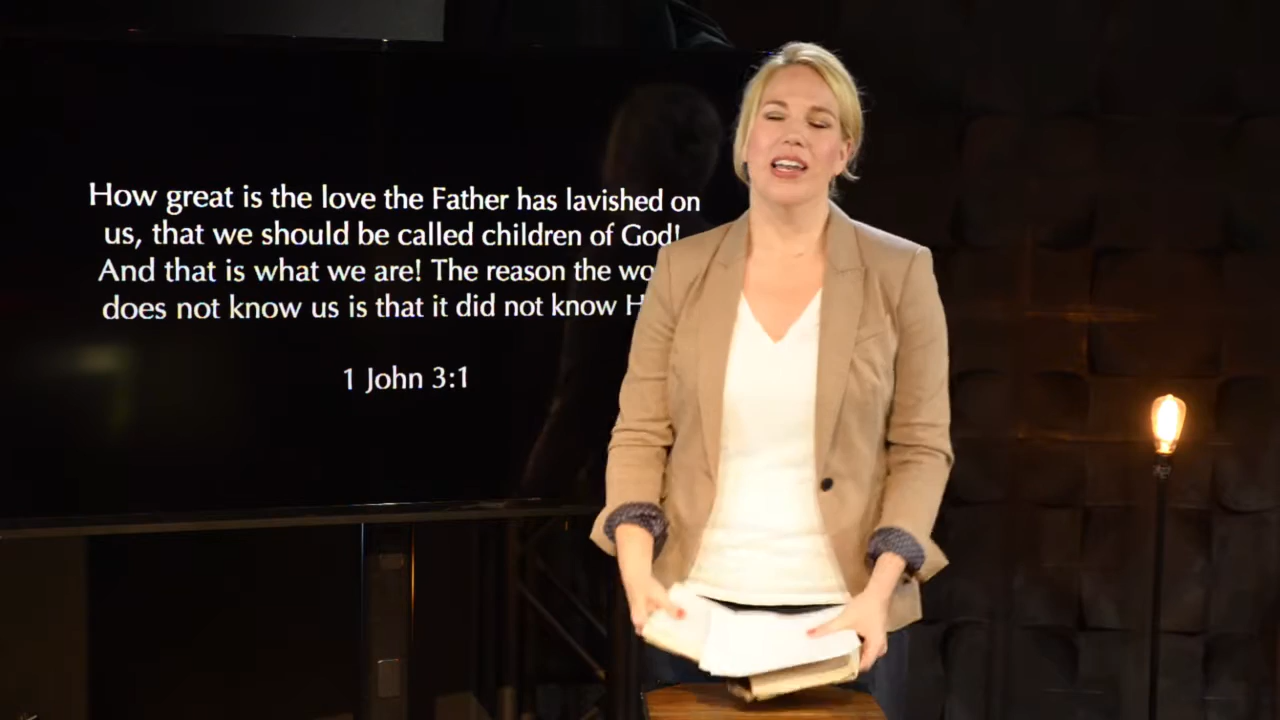 How great is the love the Father has lavished on
us, that we should be called children of God!
And that is what we are! The reason the
does not know us is that it did not know
1 John 3:1